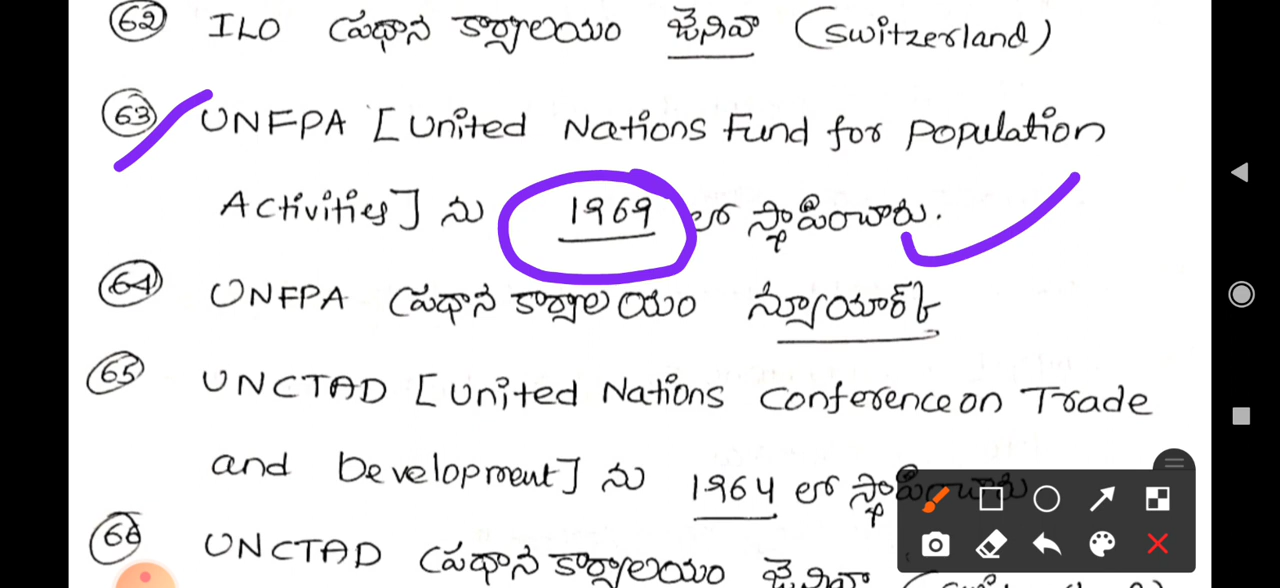 62 ILO ప్రధాన కార్యాలయం జెనివా (Switzerland)
63 UNFPA [United Nations Fund for Population
Activities] ను 1969 లో స్థాపించారు.
64 UNFPA ప్రధాన కార్యాలయం న్యూయార్క్
65 UNCTAD [United Nations Conference on Trade
and Development] ను 1964 లో స్థాపించారు
66 UNCTAD ప్రధాన కార్యాలయం జెనివా